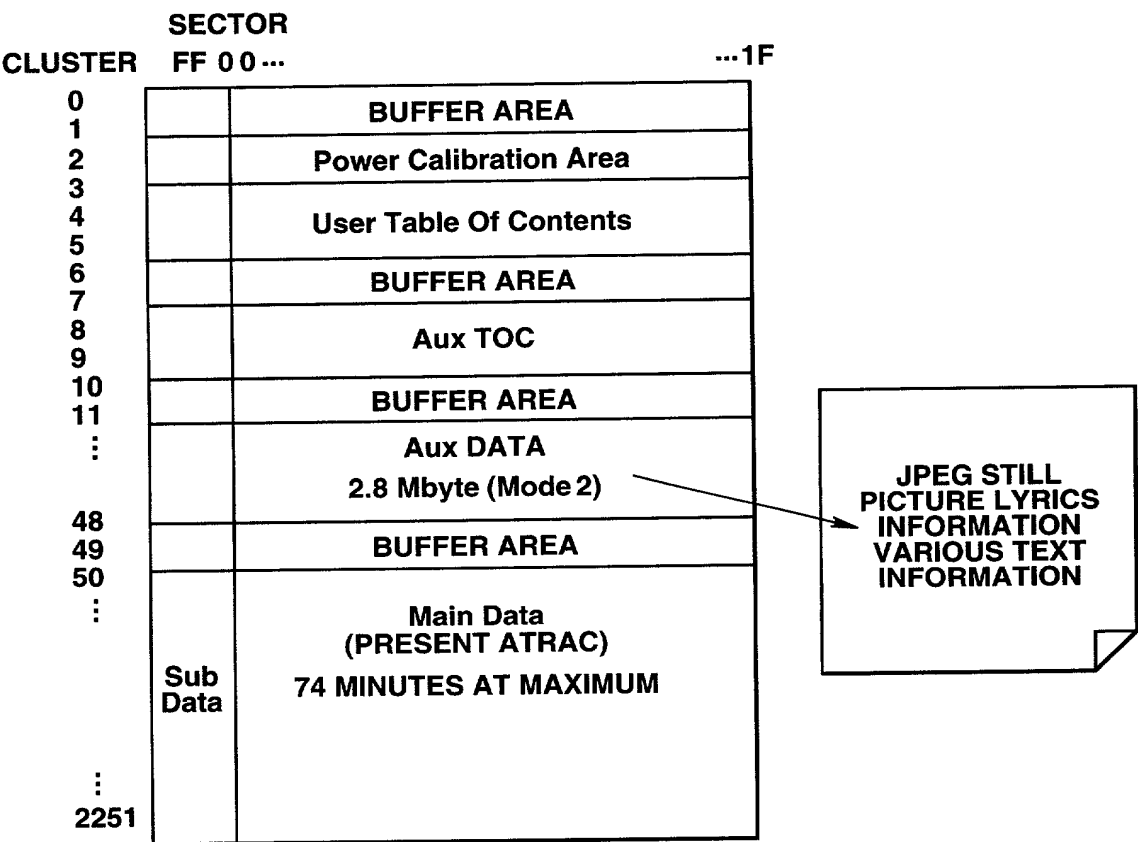 SECTOR
CLUSTER FF 0 0 ··· ···1F
0
BUFFER AREA
1
2 Power Calibration Area
3
4 User Table Of Contents
5
6 BUFFER AREA
7
8 Aux TOC
9
10
BUFFER AREA
11
⋮ Aux DATA
2.8 Mbyte (Mode 2)
48
49 BUFFER AREA
50
⋮ Main Data
(PRESENT ATRAC)
74 MINUTES AT MAXIMUM
Sub
Data
⋮
2251
JPEG STILL
PICTURE LYRICS
INFORMATION
VARIOUS TEXT
INFORMATION